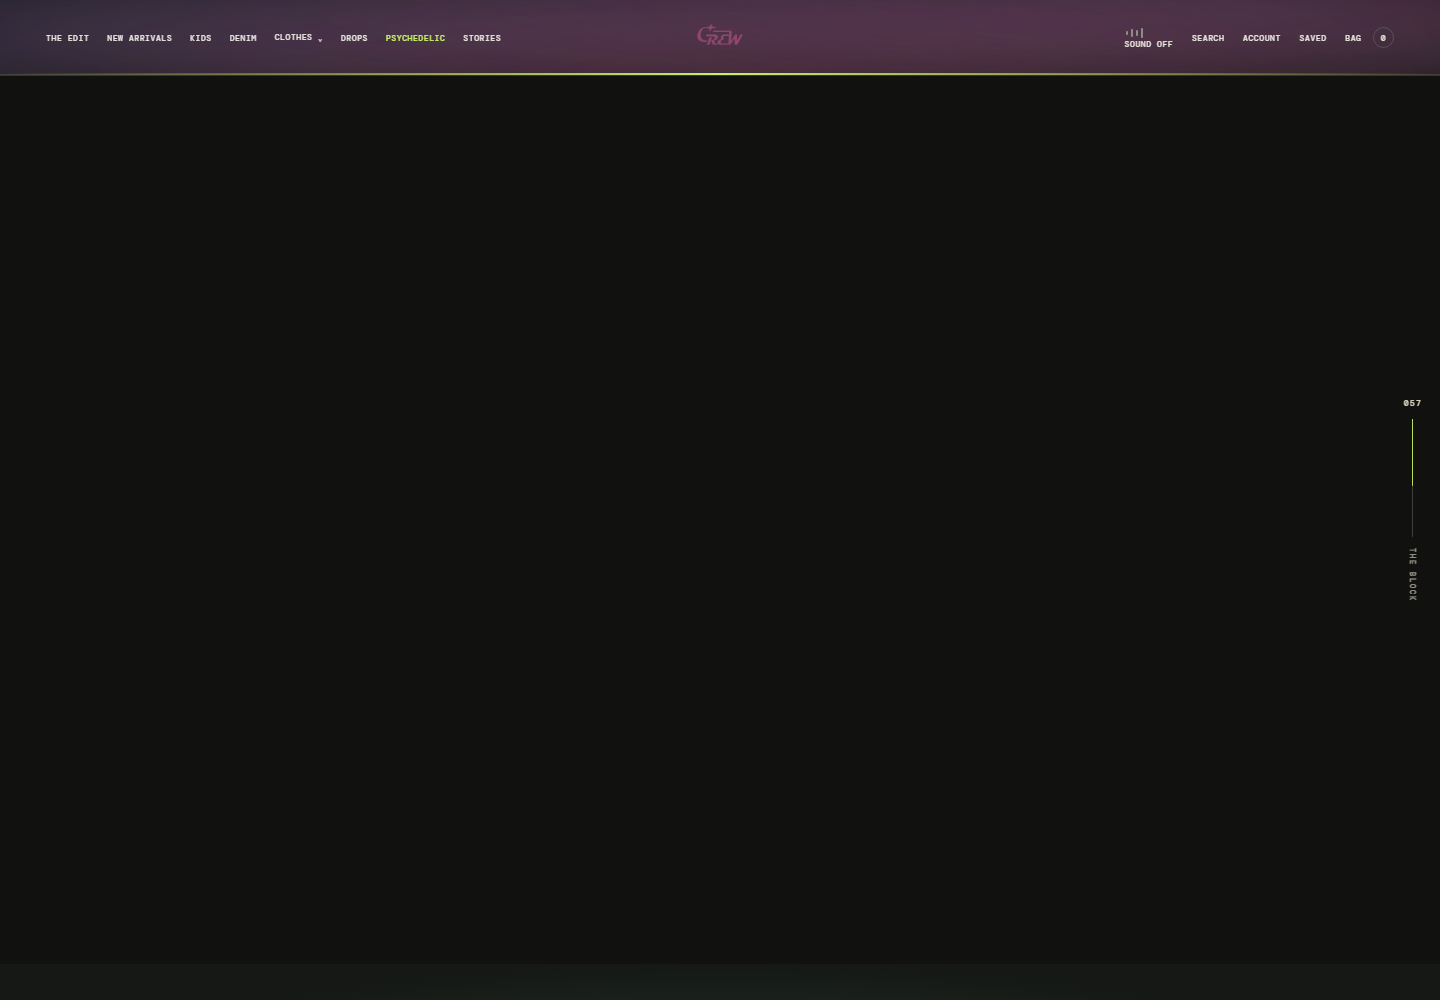 THE EDIT NEW ARRIVALS KIDS DENIM CLOTHES DROPS PSYCHEDELIC STORIES
CREW
SOUND OFF SEARCH ACCOUNT SAVED BAG 0
057
THE BLOCK